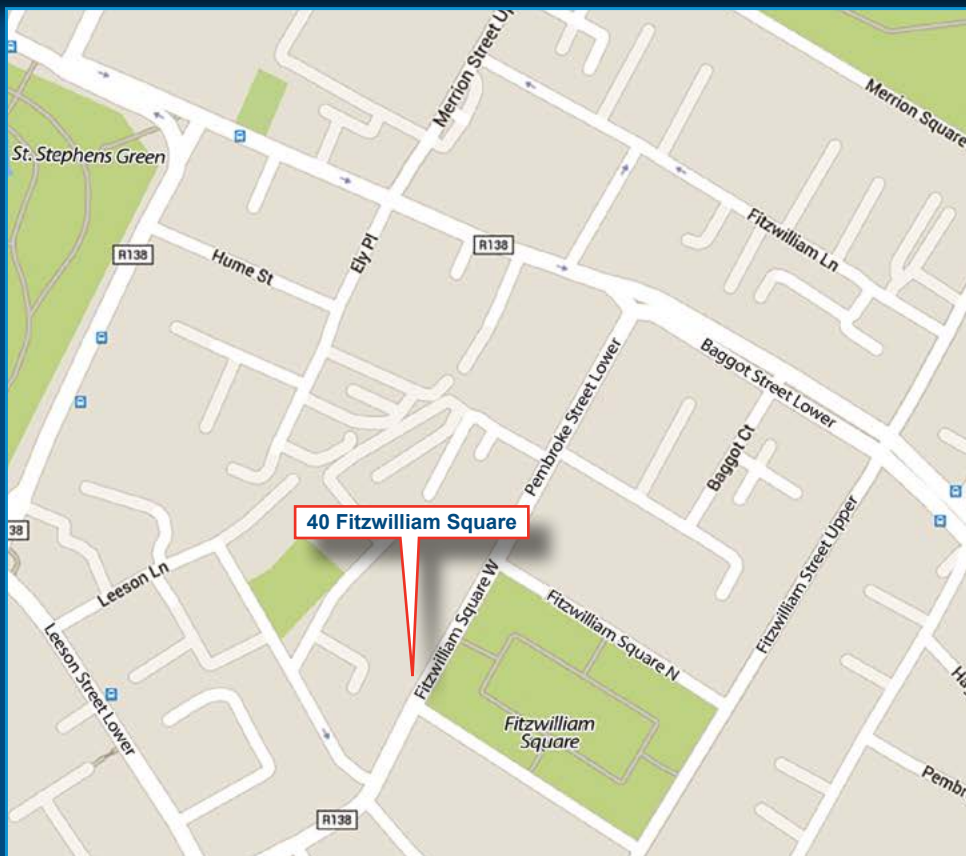 Merrion Street Up
Merrion Square
St. Stephens Green
Fitzwilliam Ln
R138
Hume St
Ely Pl
R138
Baggot Street Lower
Pembroke Street Lower
Baggot Ct
40 Fitzwilliam Square
38
Leeson Ln
Fitzwilliam Street Upper
Fitzwilliam Square W
Fitzwilliam Square N
Leeson Street Lower
Fitzwilliam
Square
Ha
Pembr
R138